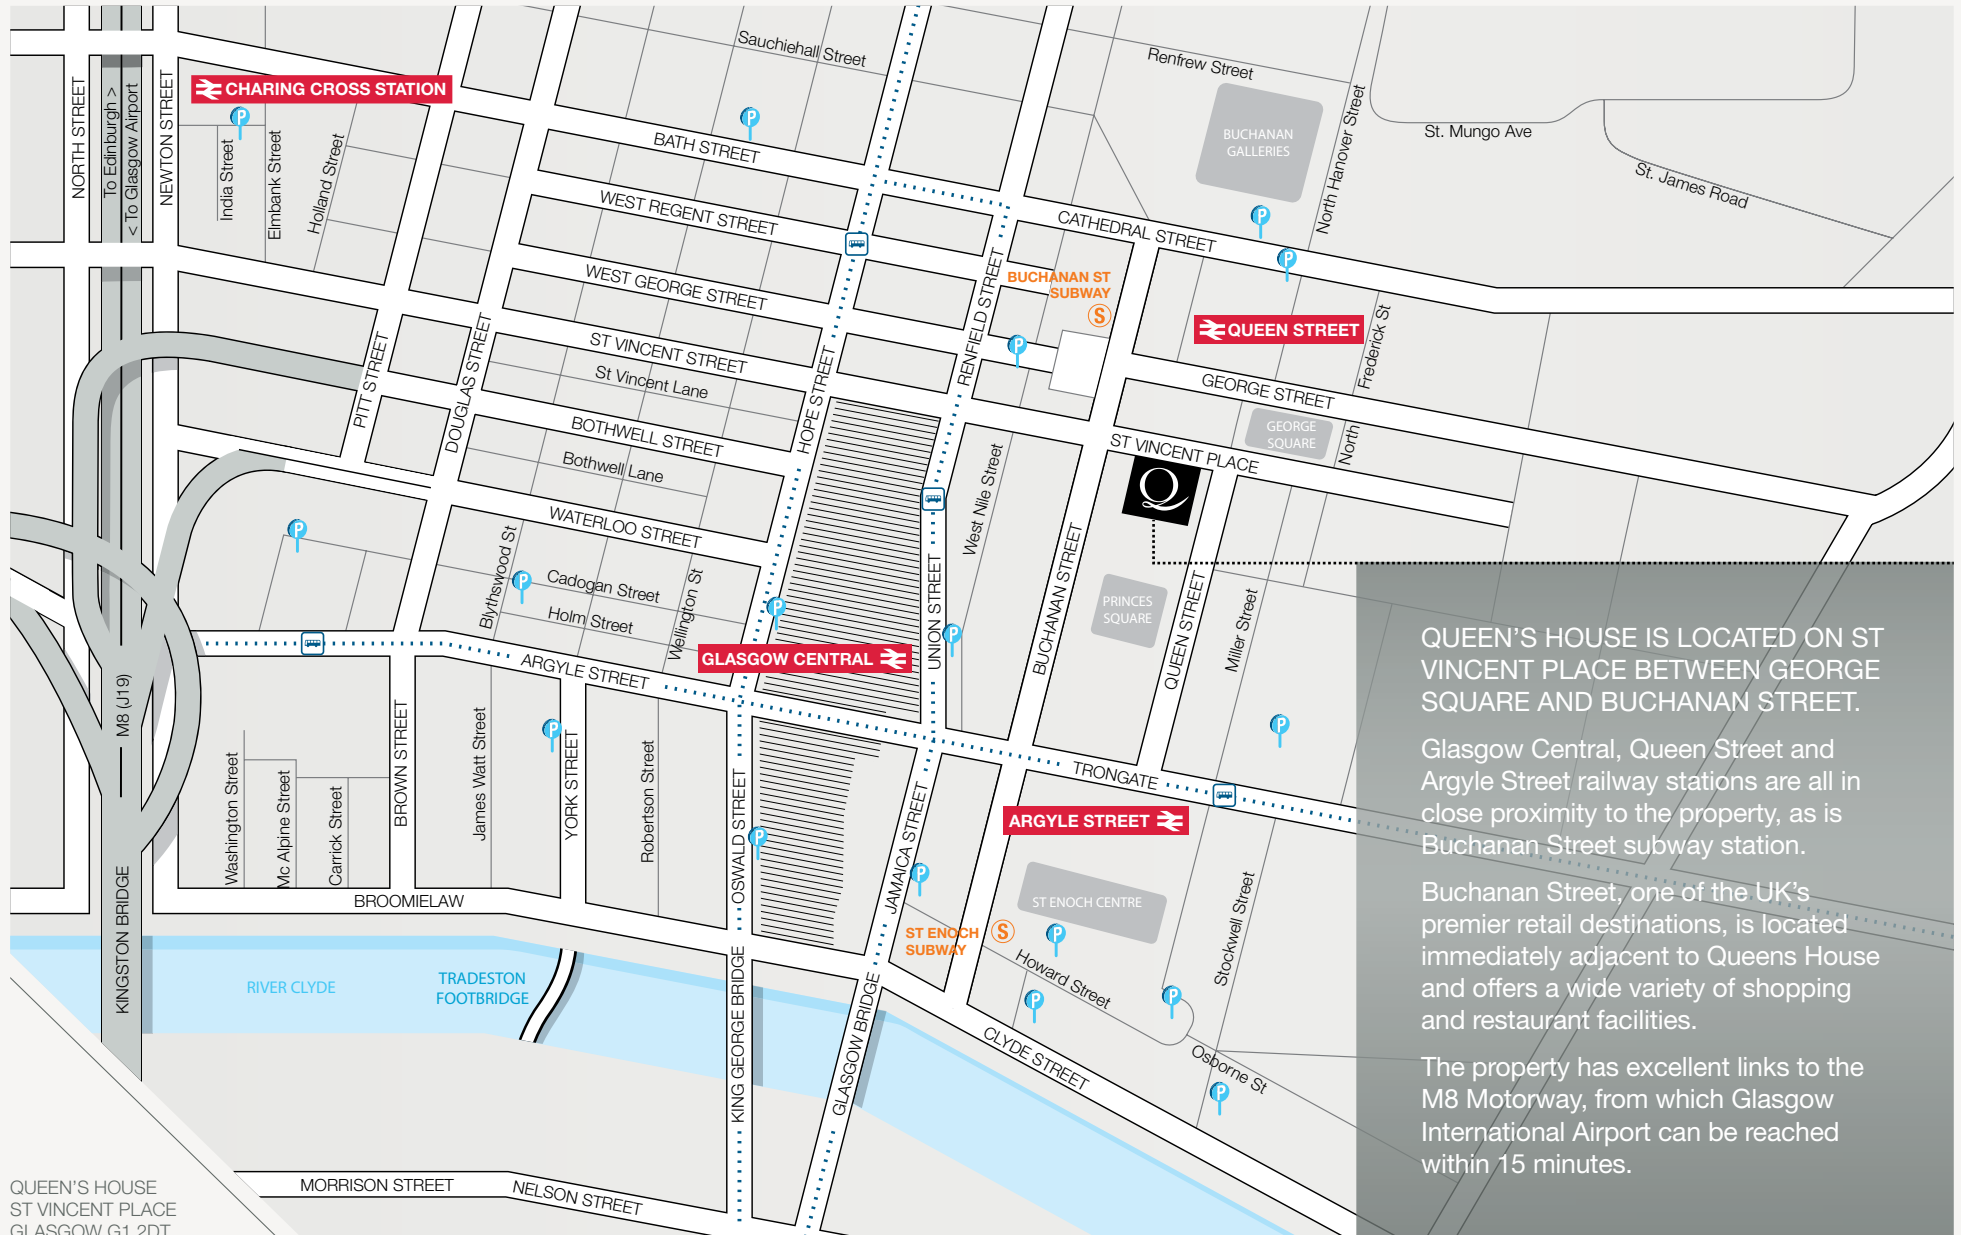 Sauchiehall Street
Renfrew Street
CHARING CROSS STATION
NORTH STREET
To Edinburgh >
< To Glasgow Airport
NEWTON STREET
India Street
Embank Street
Holland Street
P
P
BATH STREET
BUCHANAN
GALLERIES
North Hanover Street
St. Mungo Ave
St. James Road
WEST REGENT STREET
CATHEDRAL STREET
P
P
WEST GEORGE STREET
BUCHANAN ST
SUBWAY
S
RENFIELD STREET
QUEEN STREET
Frederick St
PITT STREET
DOUGLAS STREET
ST VINCENT STREET
St Vincent Lane
HOPE STREET
P
GEORGE STREET
GEORGE
SQUARE
North
BOTHWELL STREET
Bothwell Lane
ST VINCENT PLACE
Q
West Nile Street
WATERLOO STREET
P
Blythswood St
P
Cadogan Street
Holm Street
Wellington St
P
UNION STREET
P
BUCHANAN STREET
PRINCES
SQUARE
QUEEN STREET
Miller Street
GLASGOW CENTRAL
ARGYLE STREET
M8 (J19)
BROWN STREET
James Watt Street
P
YORK STREET
Robertson Street
Washington Street
Mc Alpine Street
Carrick Street
OSWALD STREET
P
JAMAICA STREET
P
TRONGATE
P
ARGYLE STREET
ST ENOCH CENTRE
Stockwell Street
BROOMIELAW
KINGSTON BRIDGE
ST ENOCH
SUBWAY
S
P
Howard Street
P
P
RIVER CLYDE
TRADESTON
FOOTBRIDGE
KING GEORGE BRIDGE
GLASGOW BRIDGE
CLYDE STREET
Osborne St
P
MORRISON STREET
NELSON STREET
QUEEN'S HOUSE IS LOCATED ON ST
VINCENT PLACE BETWEEN GEORGE
SQUARE AND BUCHANAN STREET.
Glasgow Central, Queen Street and
Argyle Street railway stations are all in
close proximity to the property, as is
Buchanan Street subway station.
Buchanan Street, one of the UK's
premier retail destinations, is located
immediately adjacent to Queens House
and offers a wide variety of shopping
and restaurant facilities.
The property has excellent links to the
M8 Motorway, from which Glasgow
International Airport can be reached
within 15 minutes.
QUEEN'S HOUSE
ST VINCENT PLACE
GLASGOW G1 2DT